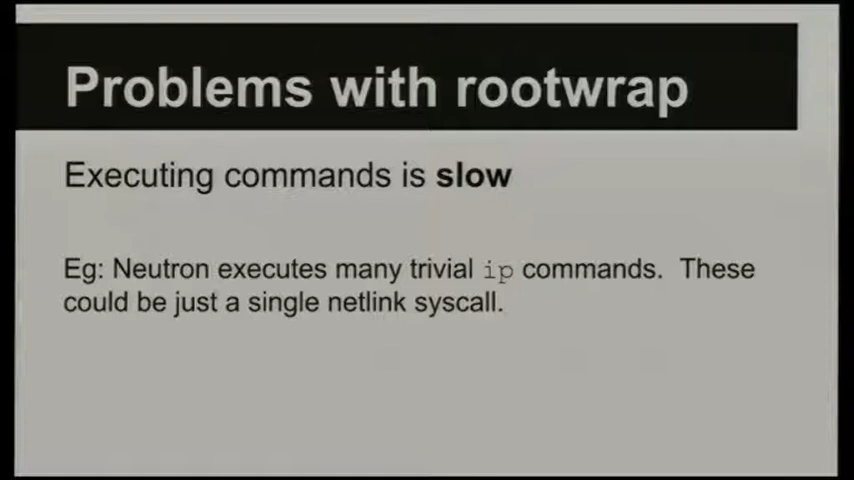 Problems with rootwrap
Executing commands is slow
Eg: Neutron executes many trivial ip commands.  These
could be just a single netlink syscall.